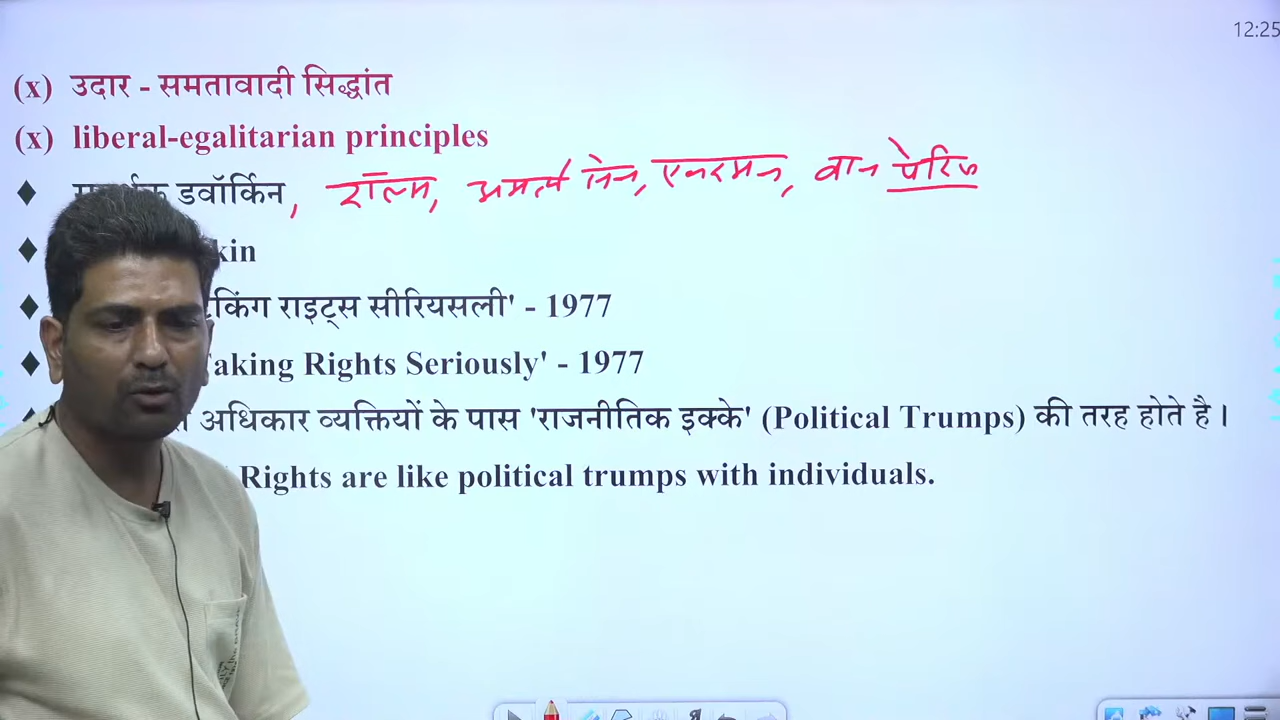 12:25
(x) उदार - समतावादी सिद्धांत
(x) liberal-egalitarian principles
डवॉर्किन, रॉल्स, अमर्त्य सेन, एकरमन, वान पेरिज
kin
टेकिंग राइट्स सीरियसली' - 1977
aking Rights Seriously' - 1977
अधिकार व्यक्तियों के पास 'राजनीतिक इक्के' (Political Trumps) की तरह होते है।
Rights are like political trumps with individuals.